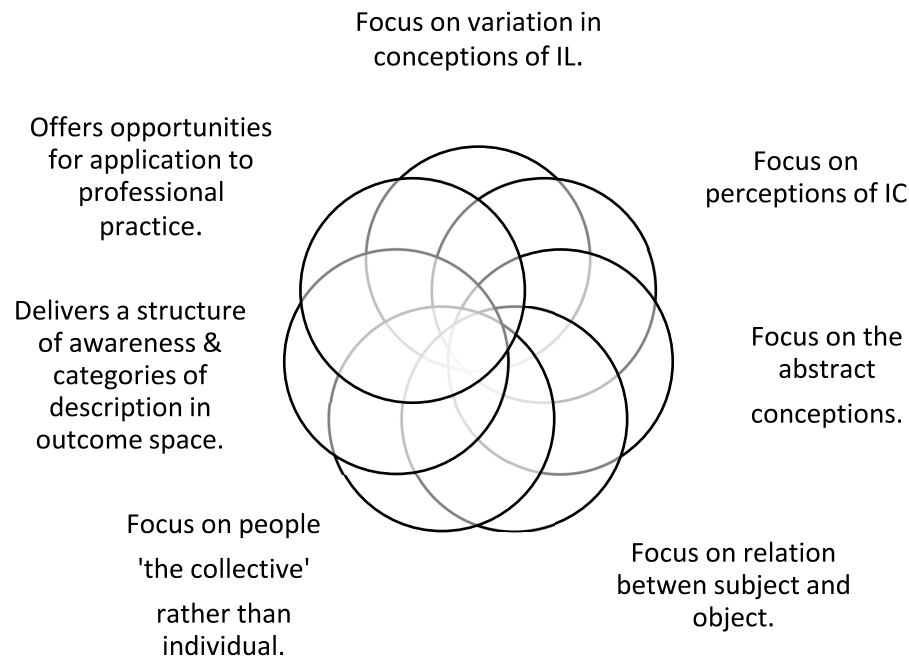 Focus on variation in
conceptions of IL.
Focus on
perceptions of IC
Focus on the
abstract
conceptions.
Focus on relation
betwen subject and
object.
Focus on people
'the collective'
rather than
individual.
Delivers a structure
of awareness &
categories of
description in
outcome space.
Offers opportunities
for application to
professional
practice.